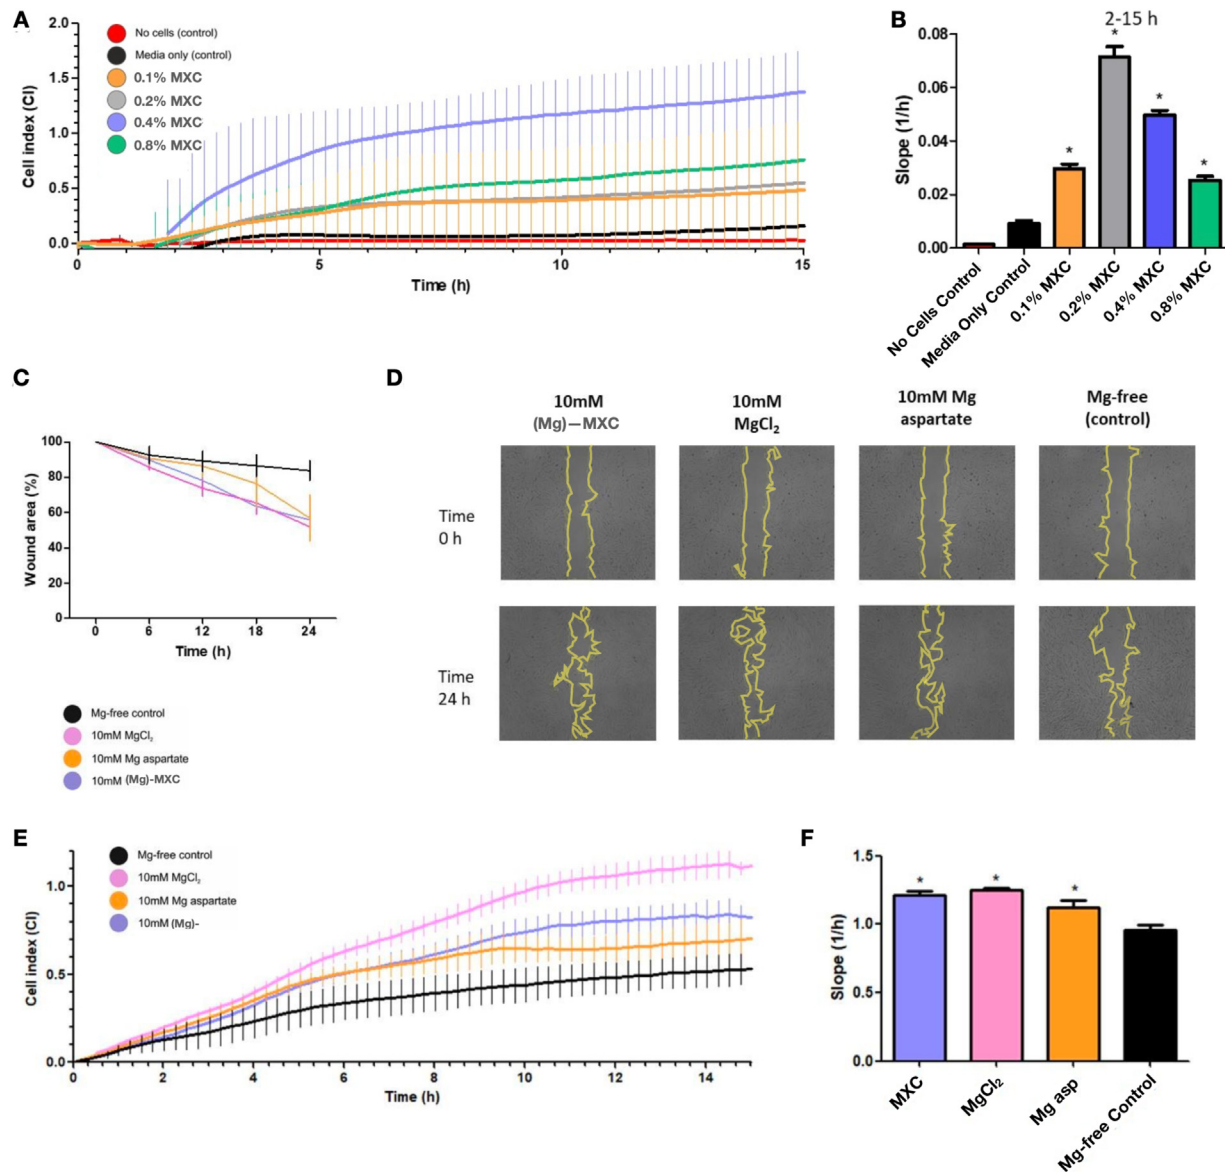 A
2.0
1.5
1.0
0.5
0.0
Cell index (CI)
No cells (control)
Media only (control)
0.1% MXC
0.2% MXC
0.4% MXC
0.8% MXC
0
5
10
15
Time (h)
B
2-15 h
0.08
0.06
0.04
0.02
0.00
Slope (1/h)
*
*
*
*
No Cells Control
Media Only Control
0.1% MXC
0.2% MXC
0.4% MXC
0.8% MXC
C
100
80
60
40
20
0
Wound area (%)
0 6 12 18 24
Time (h)
Mg-free control
10mM MgCl₂
10mM Mg aspartate
10mM (Mg)-MXC
D
10mM
(Mg)—MXC
10mM
MgCl₂
10mM Mg
aspartate
Mg-free
(control)
Time
0 h
Time
24 h
E
1.0
0.5
0.0
Cell index (CI)
Mg-free control
10mM MgCl₂
10mM Mg aspartate
10mM (Mg)-
0 2 4 6 8 10 12 14
Time (h)
F
1.5
1.0
0.5
0.0
Slope (1/h)
*
*
*
MXC
MgCl₂
Mg asp
Mg-free Control